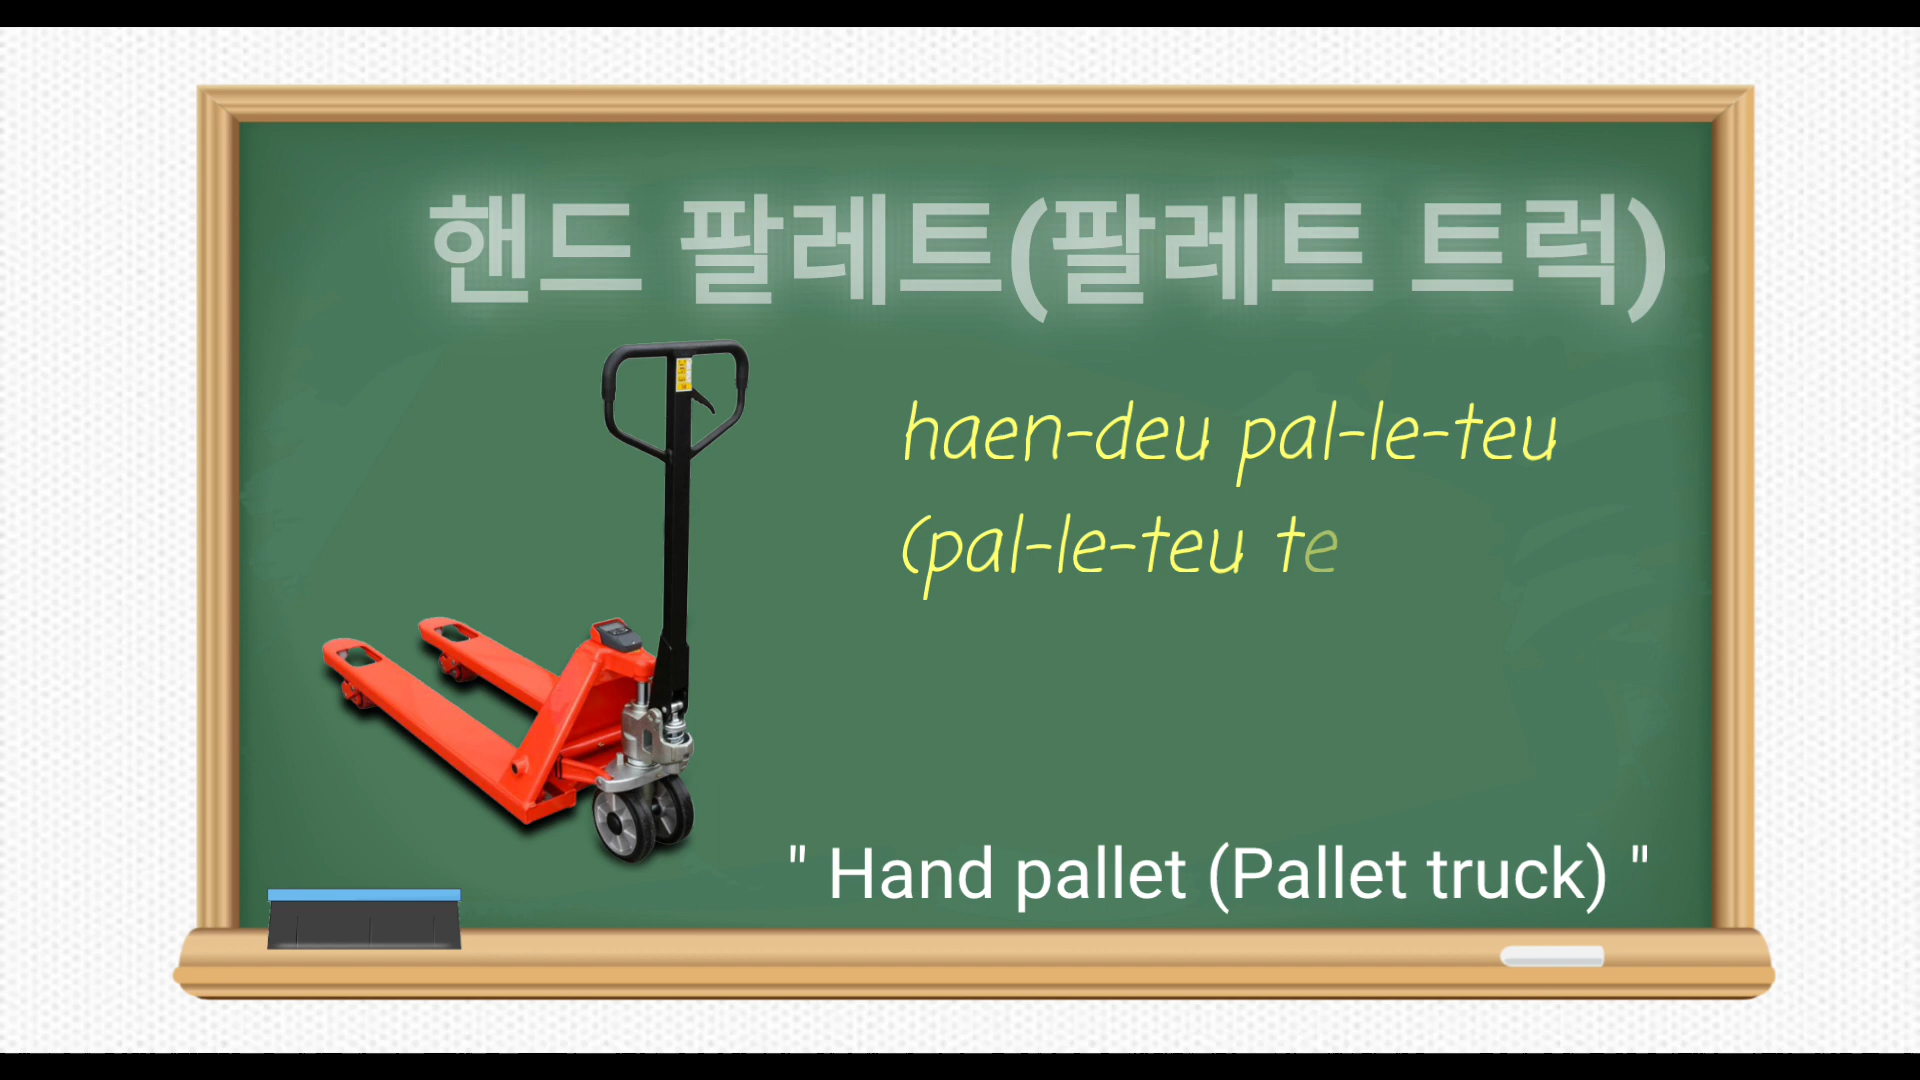 핸드 팔레트(팔레트 트럭)
haen-deu pal-le-teu
(pal-le-teu te
" Hand pallet (Pallet truck) "